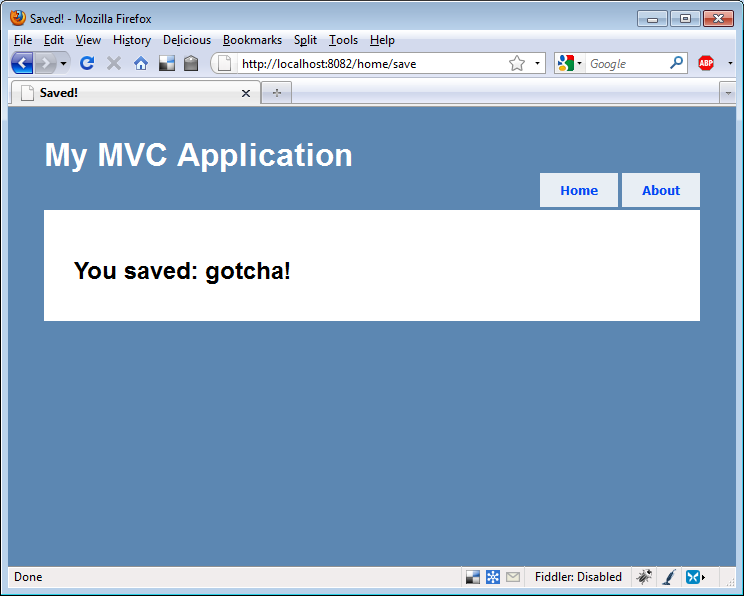 Saved! - Mozilla Firefox
File Edit View History Delicious Bookmarks Split Tools Help
http://localhost:8082/home/save Google ABP
Saved!
My MVC Application
Home About
You saved: gotcha!
Done Fiddler: Disabled